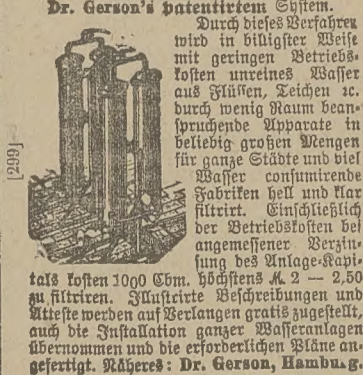 Dr. Gerson's patentirtem System.
Durch dieses Verfahren
wird in billigster Weise
mit geringen Betriebs-
kosten unreines Wasser
aus Flüssen, Teichen ꝛc.
durch wenig Raum bean-
spruchende Apparate in
beliebig großen Mengen
für ganze Städte und viel
Wasser consumirende
Fabriken hell und klar
filtrirt. Einschließlich
der Betriebskosten bei
angemessener Verzin-
sung des Anlage-Kapi-
tals kosten 1000 Cbm. höchstens M. 2 — 2,50
zu filtriren. Illustrirte Beschreibungen und
Atteste werden auf Verlangen gratis zugestellt,
auch die Installation ganzer Wasseranlagen
übernommen und die erforderlichen Pläne an-
gefertigt. Näheres: Dr. Gerson, Hamburg.
[299]